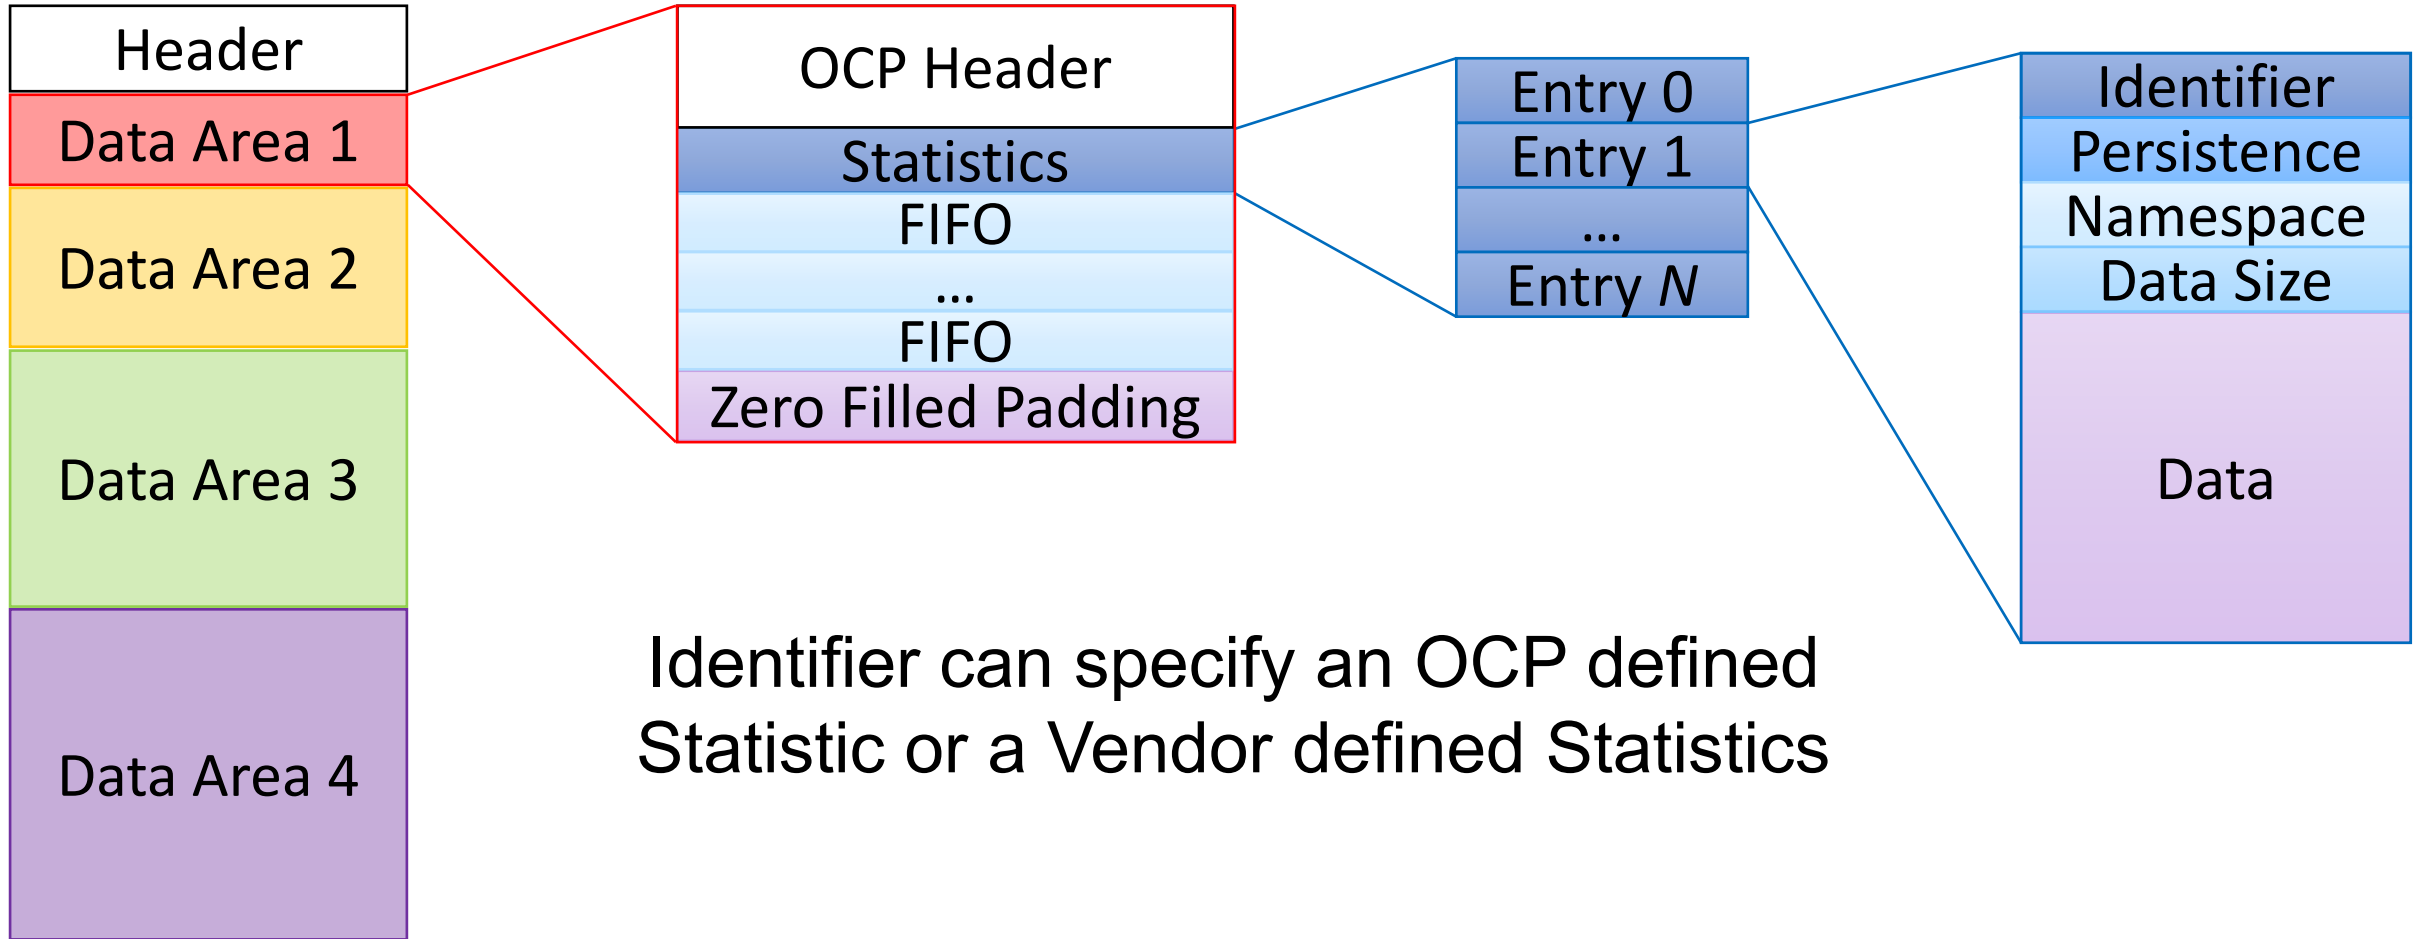 Header
Data Area 1
Data Area 2
Data Area 3
Data Area 4
OCP Header
Statistics
FIFO
...
FIFO
Zero Filled Padding
Entry 0
Entry 1
...
Entry N
Identifier
Persistence
Namespace
Data Size
Data
Identifier can specify an OCP defined
Statistic or a Vendor defined Statistics